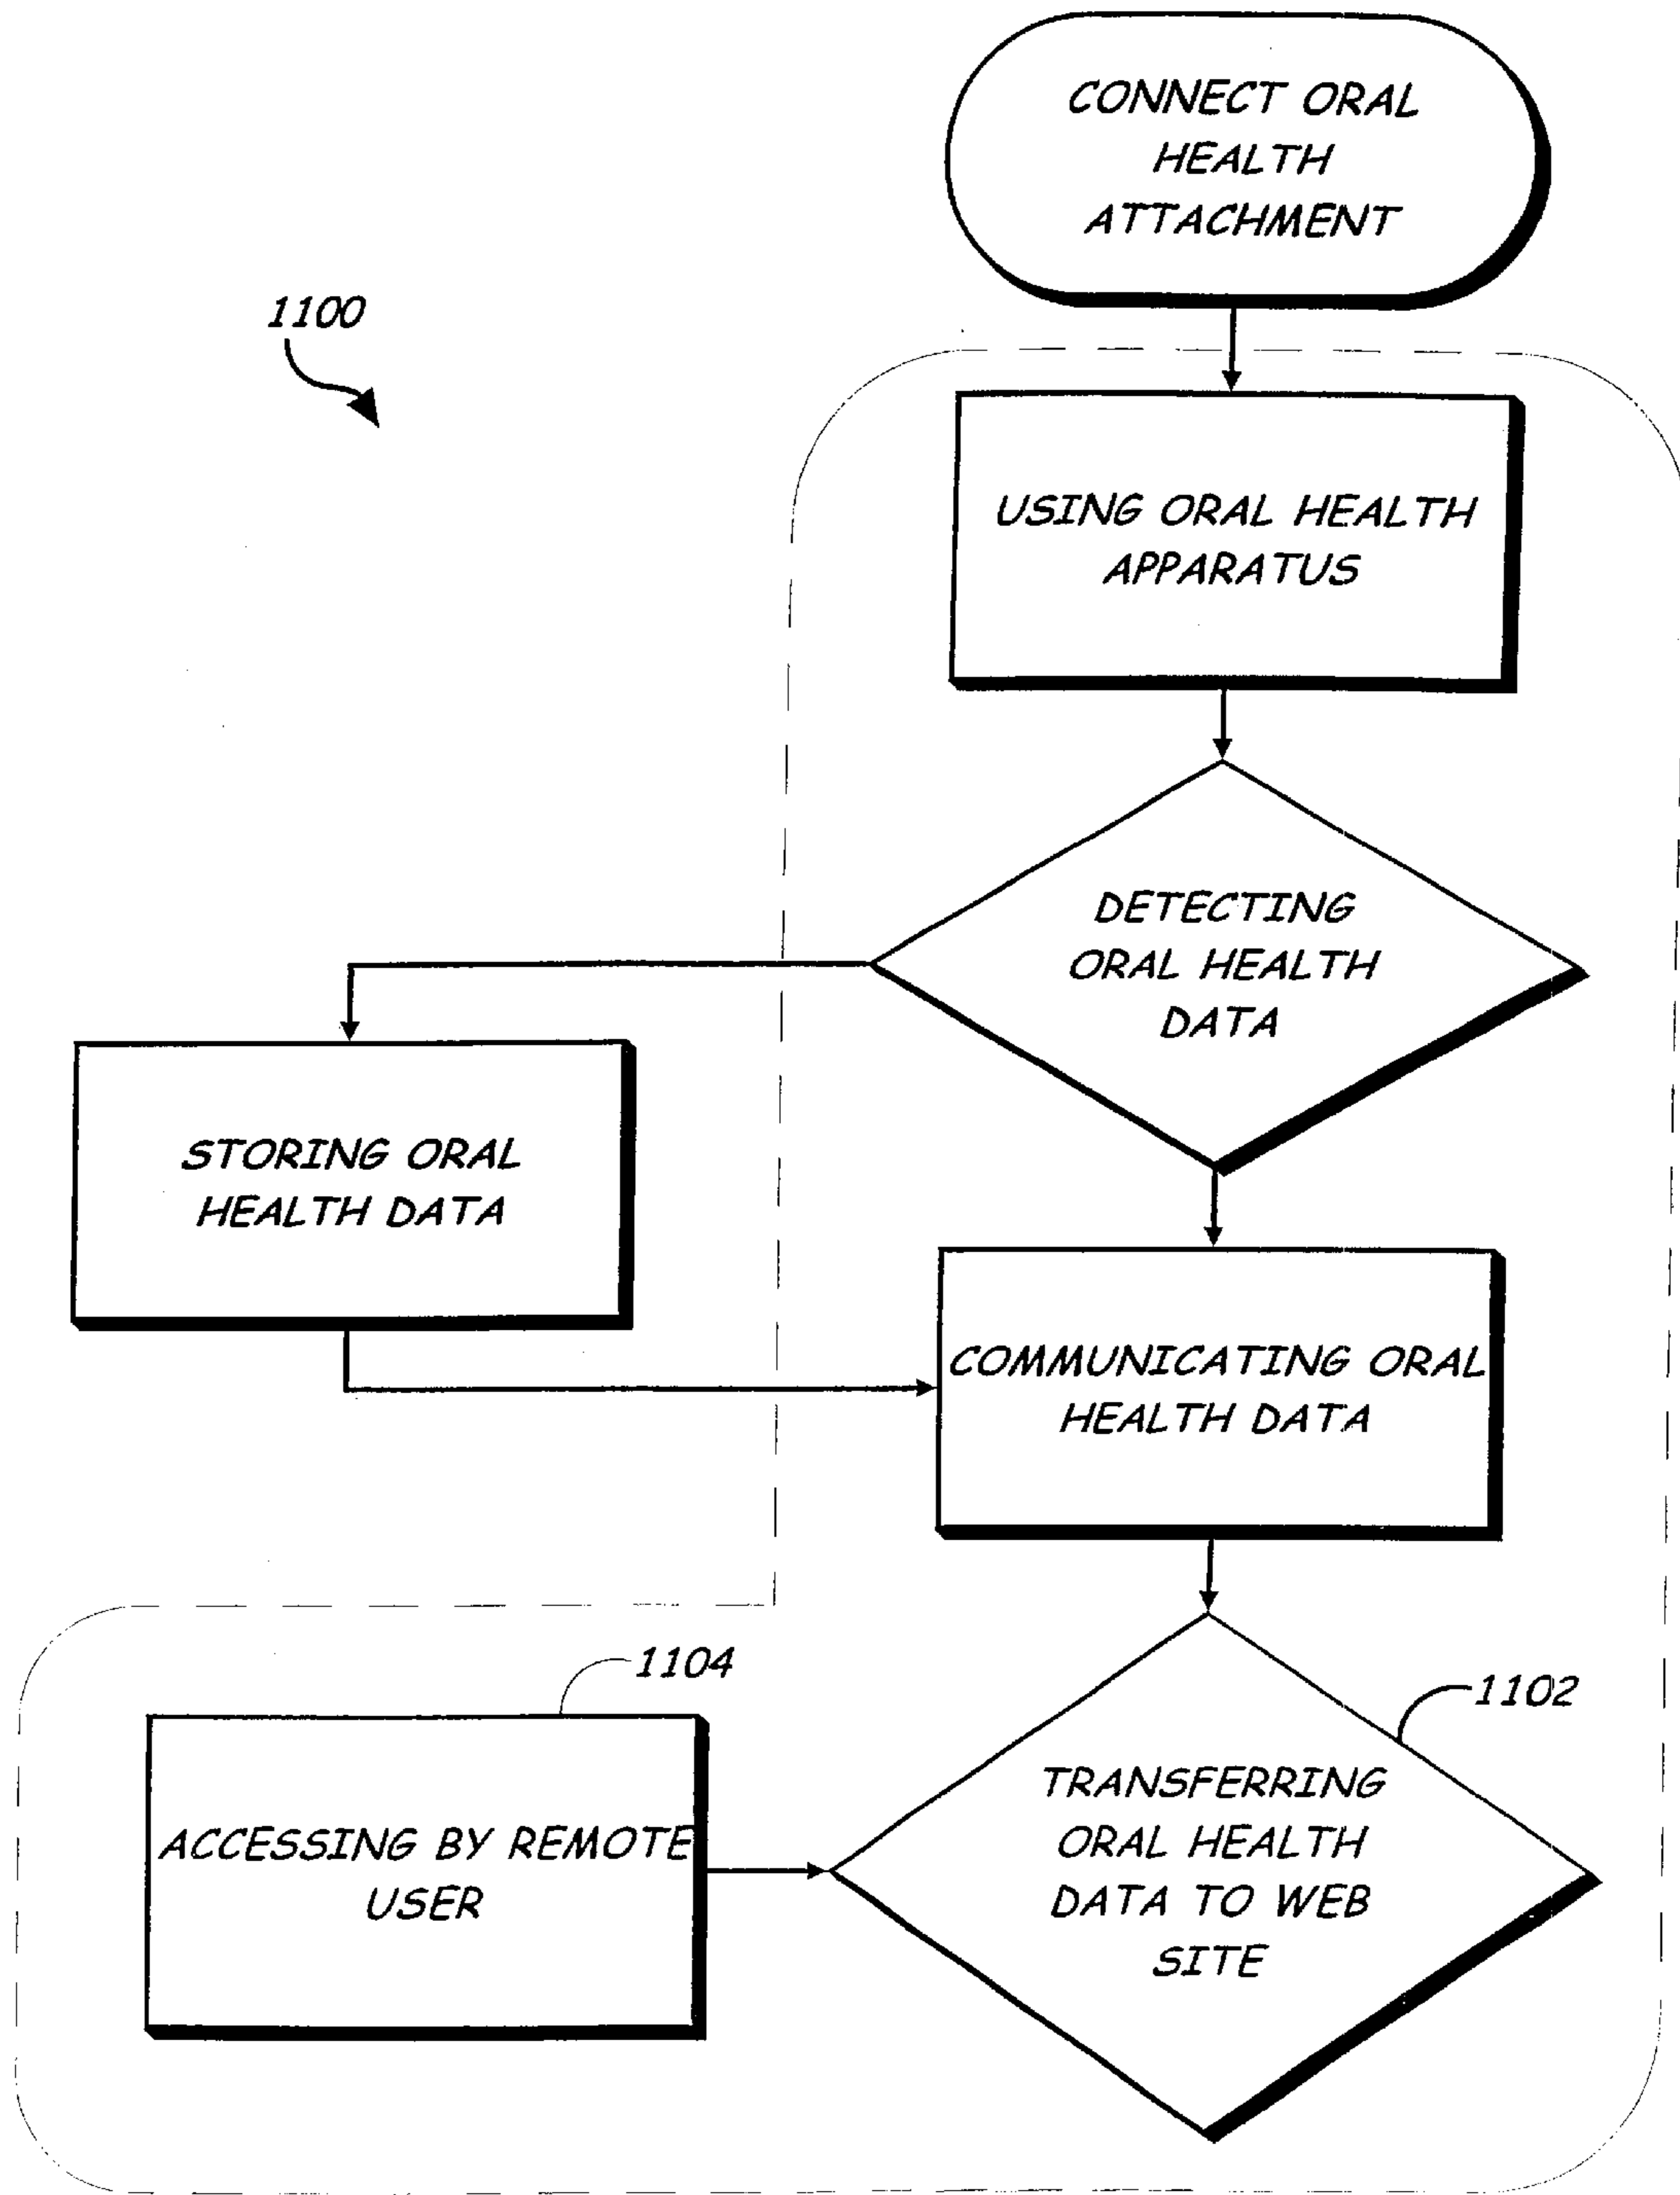 CONNECT ORAL
HEALTH
ATTACHMENT
1100
USING ORAL HEALTH
APPARATUS
DETECTING
ORAL HEALTH
DATA
STORING ORAL
HEALTH DATA
COMMUNICATING ORAL
HEALTH DATA
1104
1102
ACCESSING BY REMOTE
USER
TRANSFERRING
ORAL HEALTH
DATA TO WEB
SITE